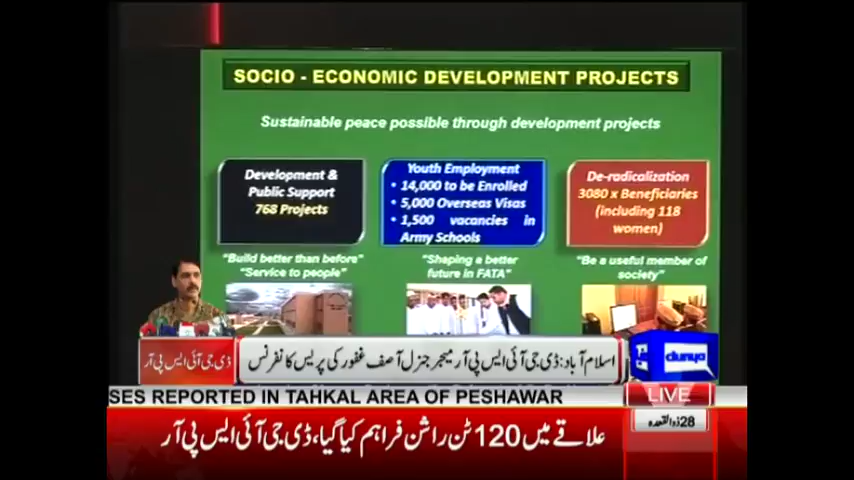 SOCIO - ECONOMIC DEVELOPMENT PROJECTS
Sustainable peace possible through development projects
Development &
Public Support
768 Projects
"Build better than before"
"Service to people"
Youth Employment
• 14,000 to be Enrolled
• 5,000 Overseas Visas
• 1,500 vacancies in
Army Schools
"Shaping a better
future in FATA"
De-radicalization
3080 x Beneficiaries
(including 118
women)
"Be a useful member of
society"
ڈی جی آئی ایس پی آر
اسلام آباد: ڈی جی آئی ایس پی آر میجر جنرل آصف غفور کی پریس کانفرنس
dunya
LIVE
SES REPORTED IN TAHKAL AREA OF PESHAWAR
28 ذوالقعدہ
علاقے میں 120 ٹن راشن فراہم کیا گیا، ڈی جی آئی ایس پی آر